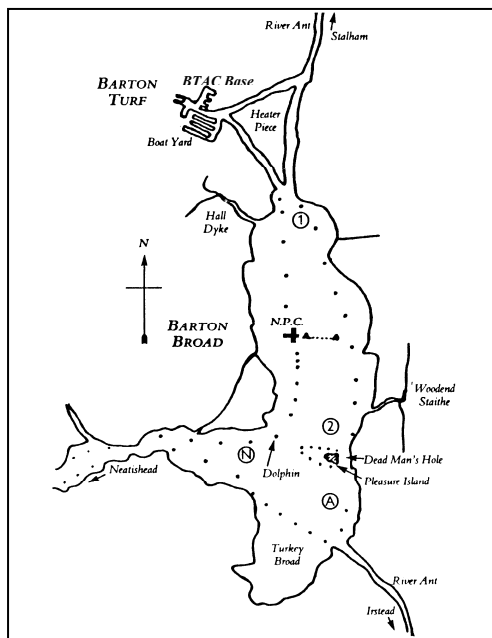 River Ant
Stalham
BTAC Base
BARTON
TURF
Heater
Piece
Boat Yard
1
Hall
Dyke
N
N.P.C.
BARTON
BROAD
Woodend
Staithe
2
N
Dolphin
Dead Man's Hole
Neatishead
Pleasure Island
A
Turkey
Broad
River Ant
Irstead